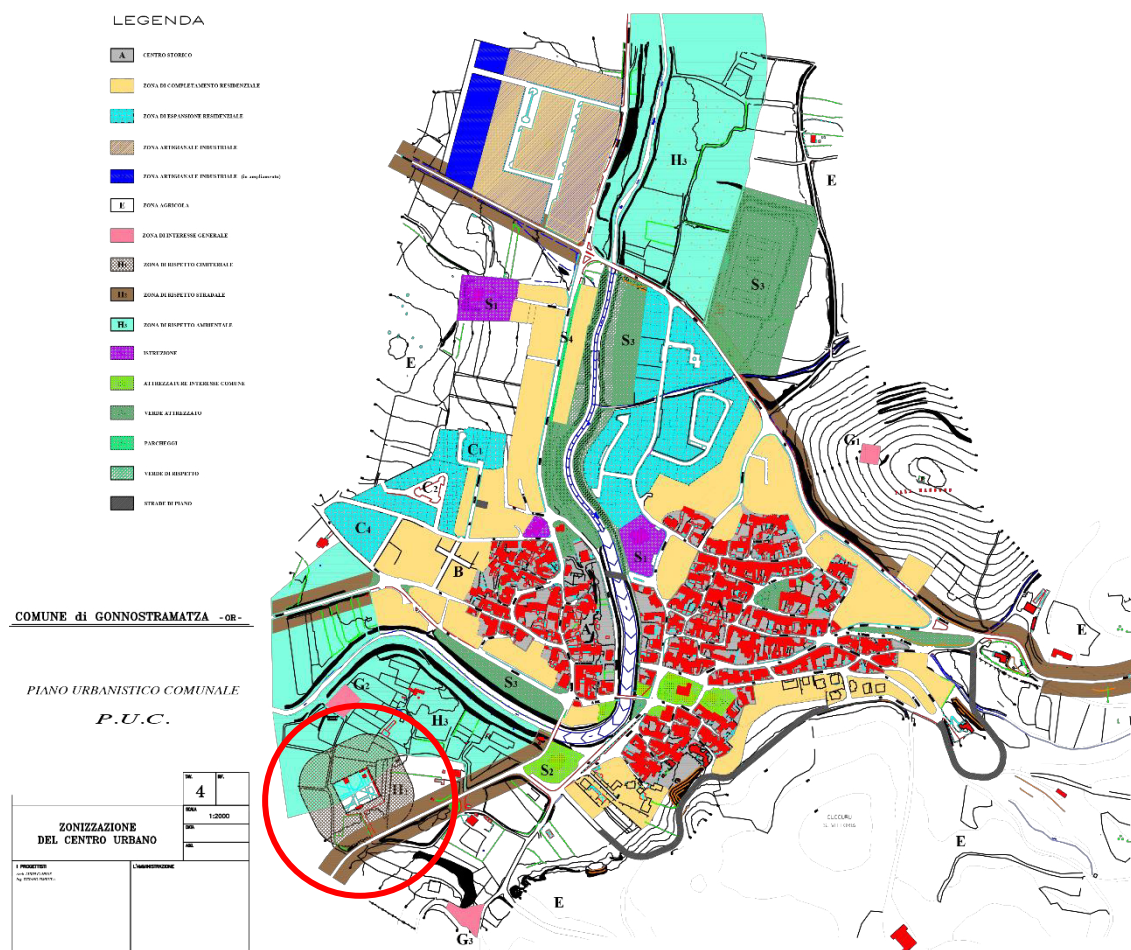 LEGENDA
A CENTRO STORICO
ZONA DI COMPLETAMENTO RESIDENZIALE
ZONA DI ESPANSIONE RESIDENZIALE
ZONA ARTIGIANALE INDUSTRIALE
ZONA ARTIGIANALE INDUSTRIALE (in ampliamento)
E ZONA AGRICOLA
ZONA DI INTERESSE GENERALE
ZONA DI RISPETTO CIMITERIALE
ZONA DI RISPETTO STRADALE
H3 ZONA DI RISPETTO AMBIENTALE
ISTRUZIONE
ATTREZZATURE INTERESSE COMUNE
VERDE ATTREZZATO
PARCHEGGI
VERDE DI RISPETTO
STRADE DI PIANO
COMUNE di GONNOSTRAMATZA -OR-
PIANO URBANISTICO COMUNALE
P.U.C.
4
1:2000
ZONIZZAZIONE
DEL CENTRO URBANO
I PROGETTISTI
L'AMMINISTRAZIONE
H3
E
S3
S1
S4
S3
E
G1
C1
C2
C4
S1
B
A
A
E
S3
G2
H3
S2
H
E
E
G3